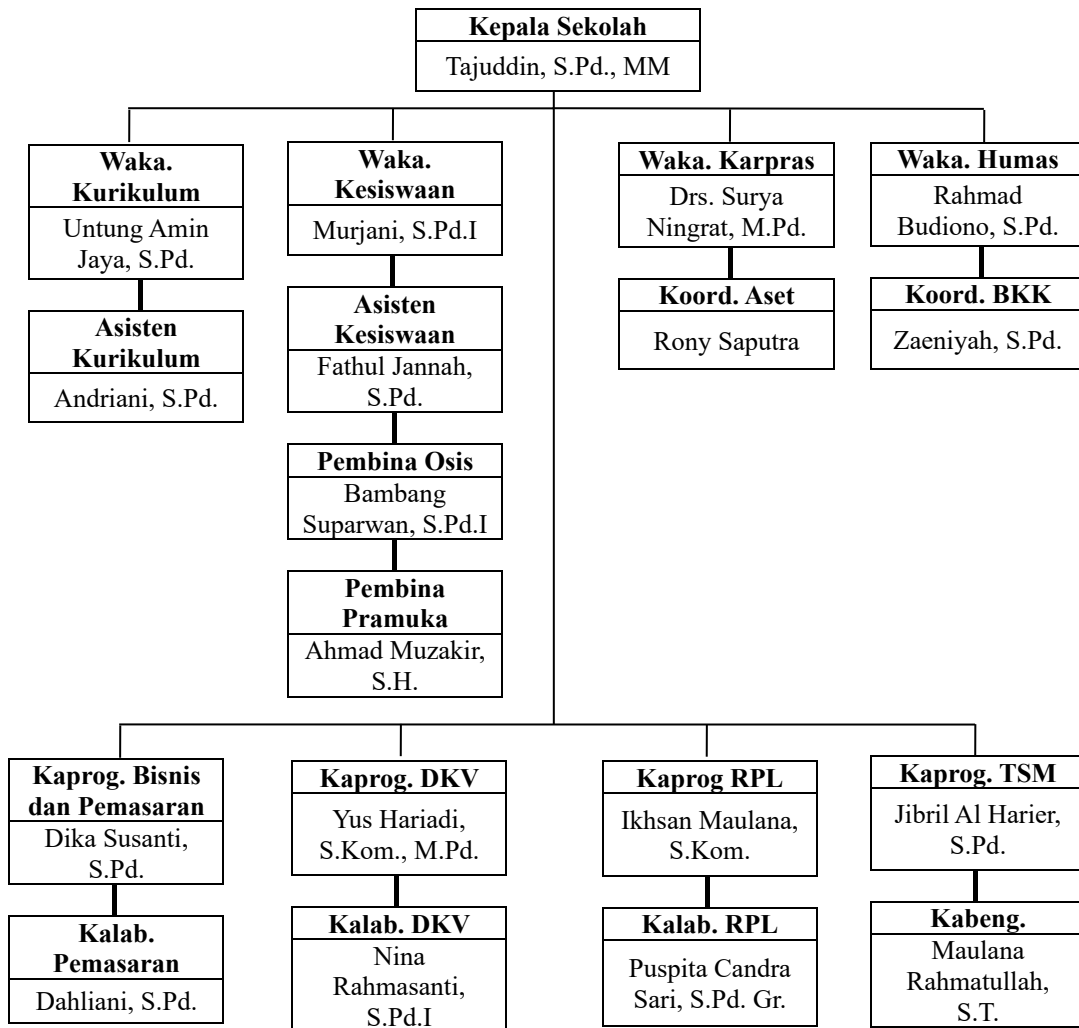 Kepala Sekolah
Tajuddin, S.Pd., MM
Waka.
Kurikulum
Untung Amin
Jaya, S.Pd.
Asisten
Kurikulum
Andriani, S.Pd.
Waka.
Kesiswaan
Murjani, S.Pd.I
Asisten
Kesiswaan
Fathul Jannah,
S.Pd.
Pembina Osis
Bambang
Suparwan, S.Pd.I
Pembina
Pramuka
Ahmad Muzakir,
S.H.
Waka. Karpras
Drs. Surya
Ningrat, M.Pd.
Koord. Aset
Rony Saputra
Waka. Humas
Rahmad
Budiono, S.Pd.
Koord. BKK
Zaeniyah, S.Pd.
Kaprog. Bisnis
dan Pemasaran
Dika Susanti,
S.Pd.
Kalab.
Pemasaran
Dahliani, S.Pd.
Kaprog. DKV
Yus Hariadi,
S.Kom., M.Pd.
Kalab. DKV
Nina
Rahmasanti,
S.Pd.I
Kaprog RPL
Ikhsan Maulana,
S.Kom.
Kalab. RPL
Puspita Candra
Sari, S.Pd. Gr.
Kaprog. TSM
Jibril Al Harier,
S.Pd.
Kabeng.
Maulana
Rahmatullah,
S.T.